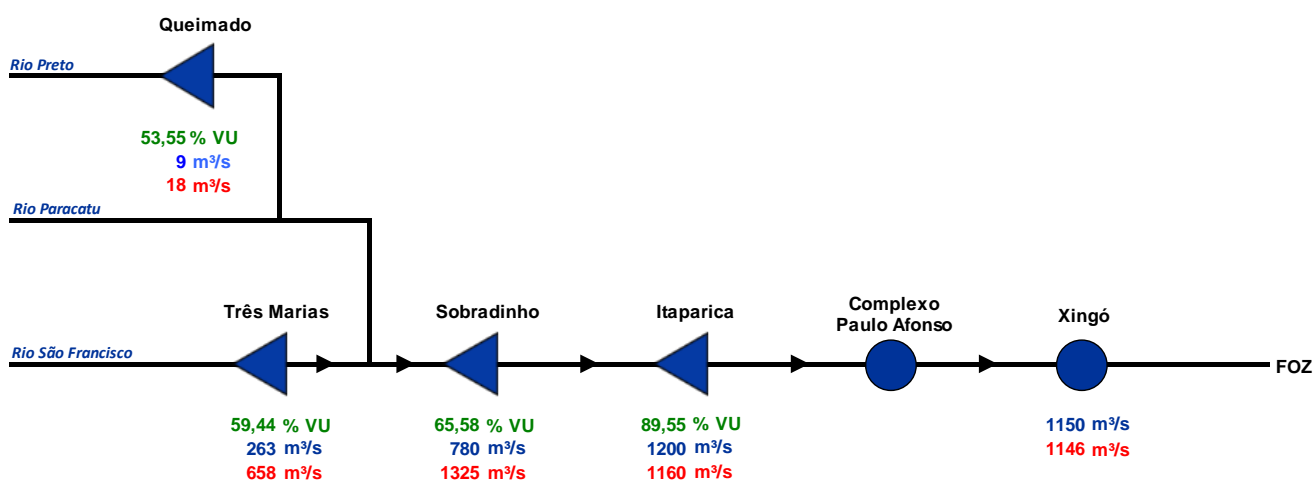 Queimado
Rio Preto
53,55 % VU
9 m³/s
18 m³/s
Rio Paracatu
Três Marias
Sobradinho
Itaparica
Complexo
Paulo Afonso
Xingó
Rio São Francisco
FOZ
59,44 % VU
263 m³/s
658 m³/s
65,58 % VU
780 m³/s
1325 m³/s
89,55 % VU
1200 m³/s
1160 m³/s
1150 m³/s
1146 m³/s